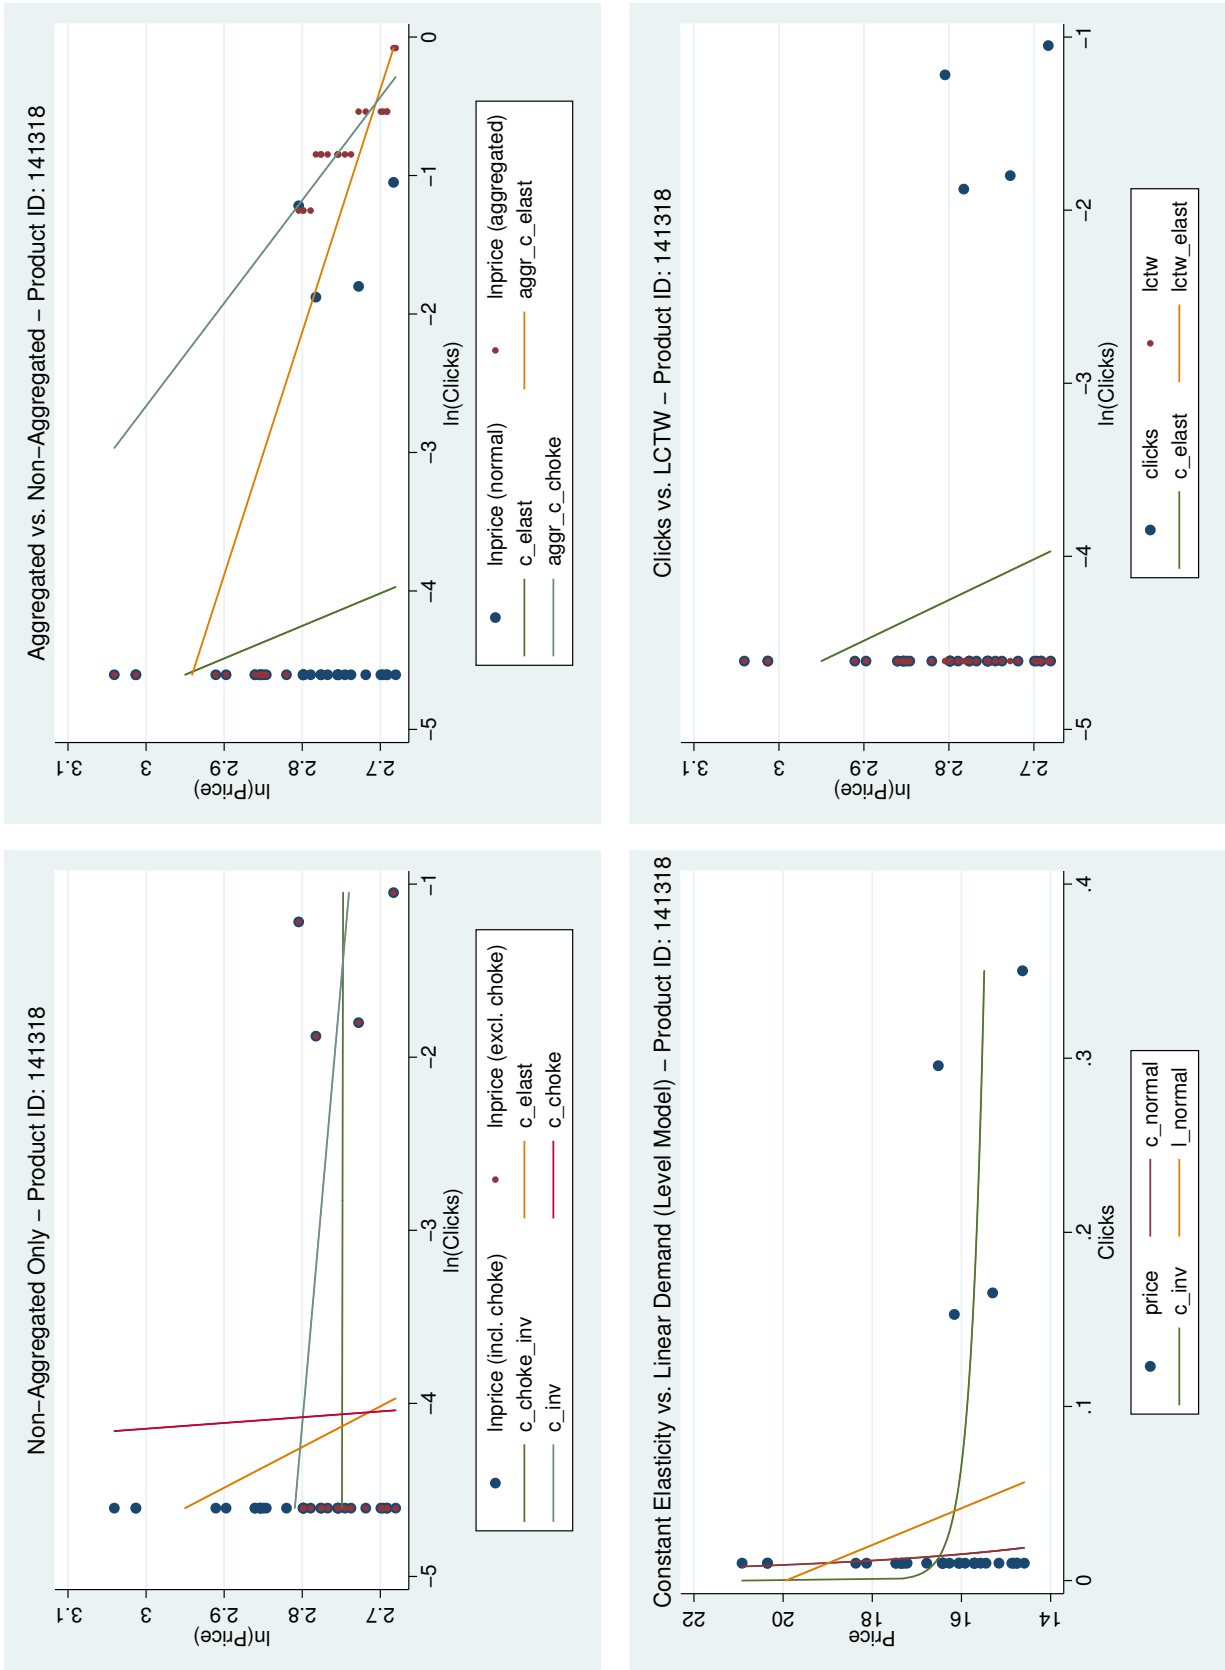 Non−Aggregated Only − Product ID: 141318
ln(Price)
3.1
3
2.9
2.8
2.7
−5 −4 −3 −2 −1
ln(Clicks)
lnprice (incl. choke) lnprice (excl. choke)
c_choke_inv c_elast
c_inv c_choke
Aggregated vs. Non−Aggregated − Product ID: 141318
ln(Price)
3.1
3
2.9
2.8
2.7
−5 −4 −3 −2 −1 0
ln(Clicks)
lnprice (normal) lnprice (aggregated)
c_elast aggr_c_elast
aggr_c_choke
Constant Elasticity vs. Linear Demand (Level Model) − Product ID: 141318
Price
22
20
18
16
14
0 .1 .2 .3 .4
Clicks
price c_normal
c_inv l_normal
Clicks vs. LCTW − Product ID: 141318
ln(Price)
3.1
3
2.9
2.8
2.7
−5 −4 −3 −2 −1
ln(Clicks)
clicks lctw
c_elast lctw_elast